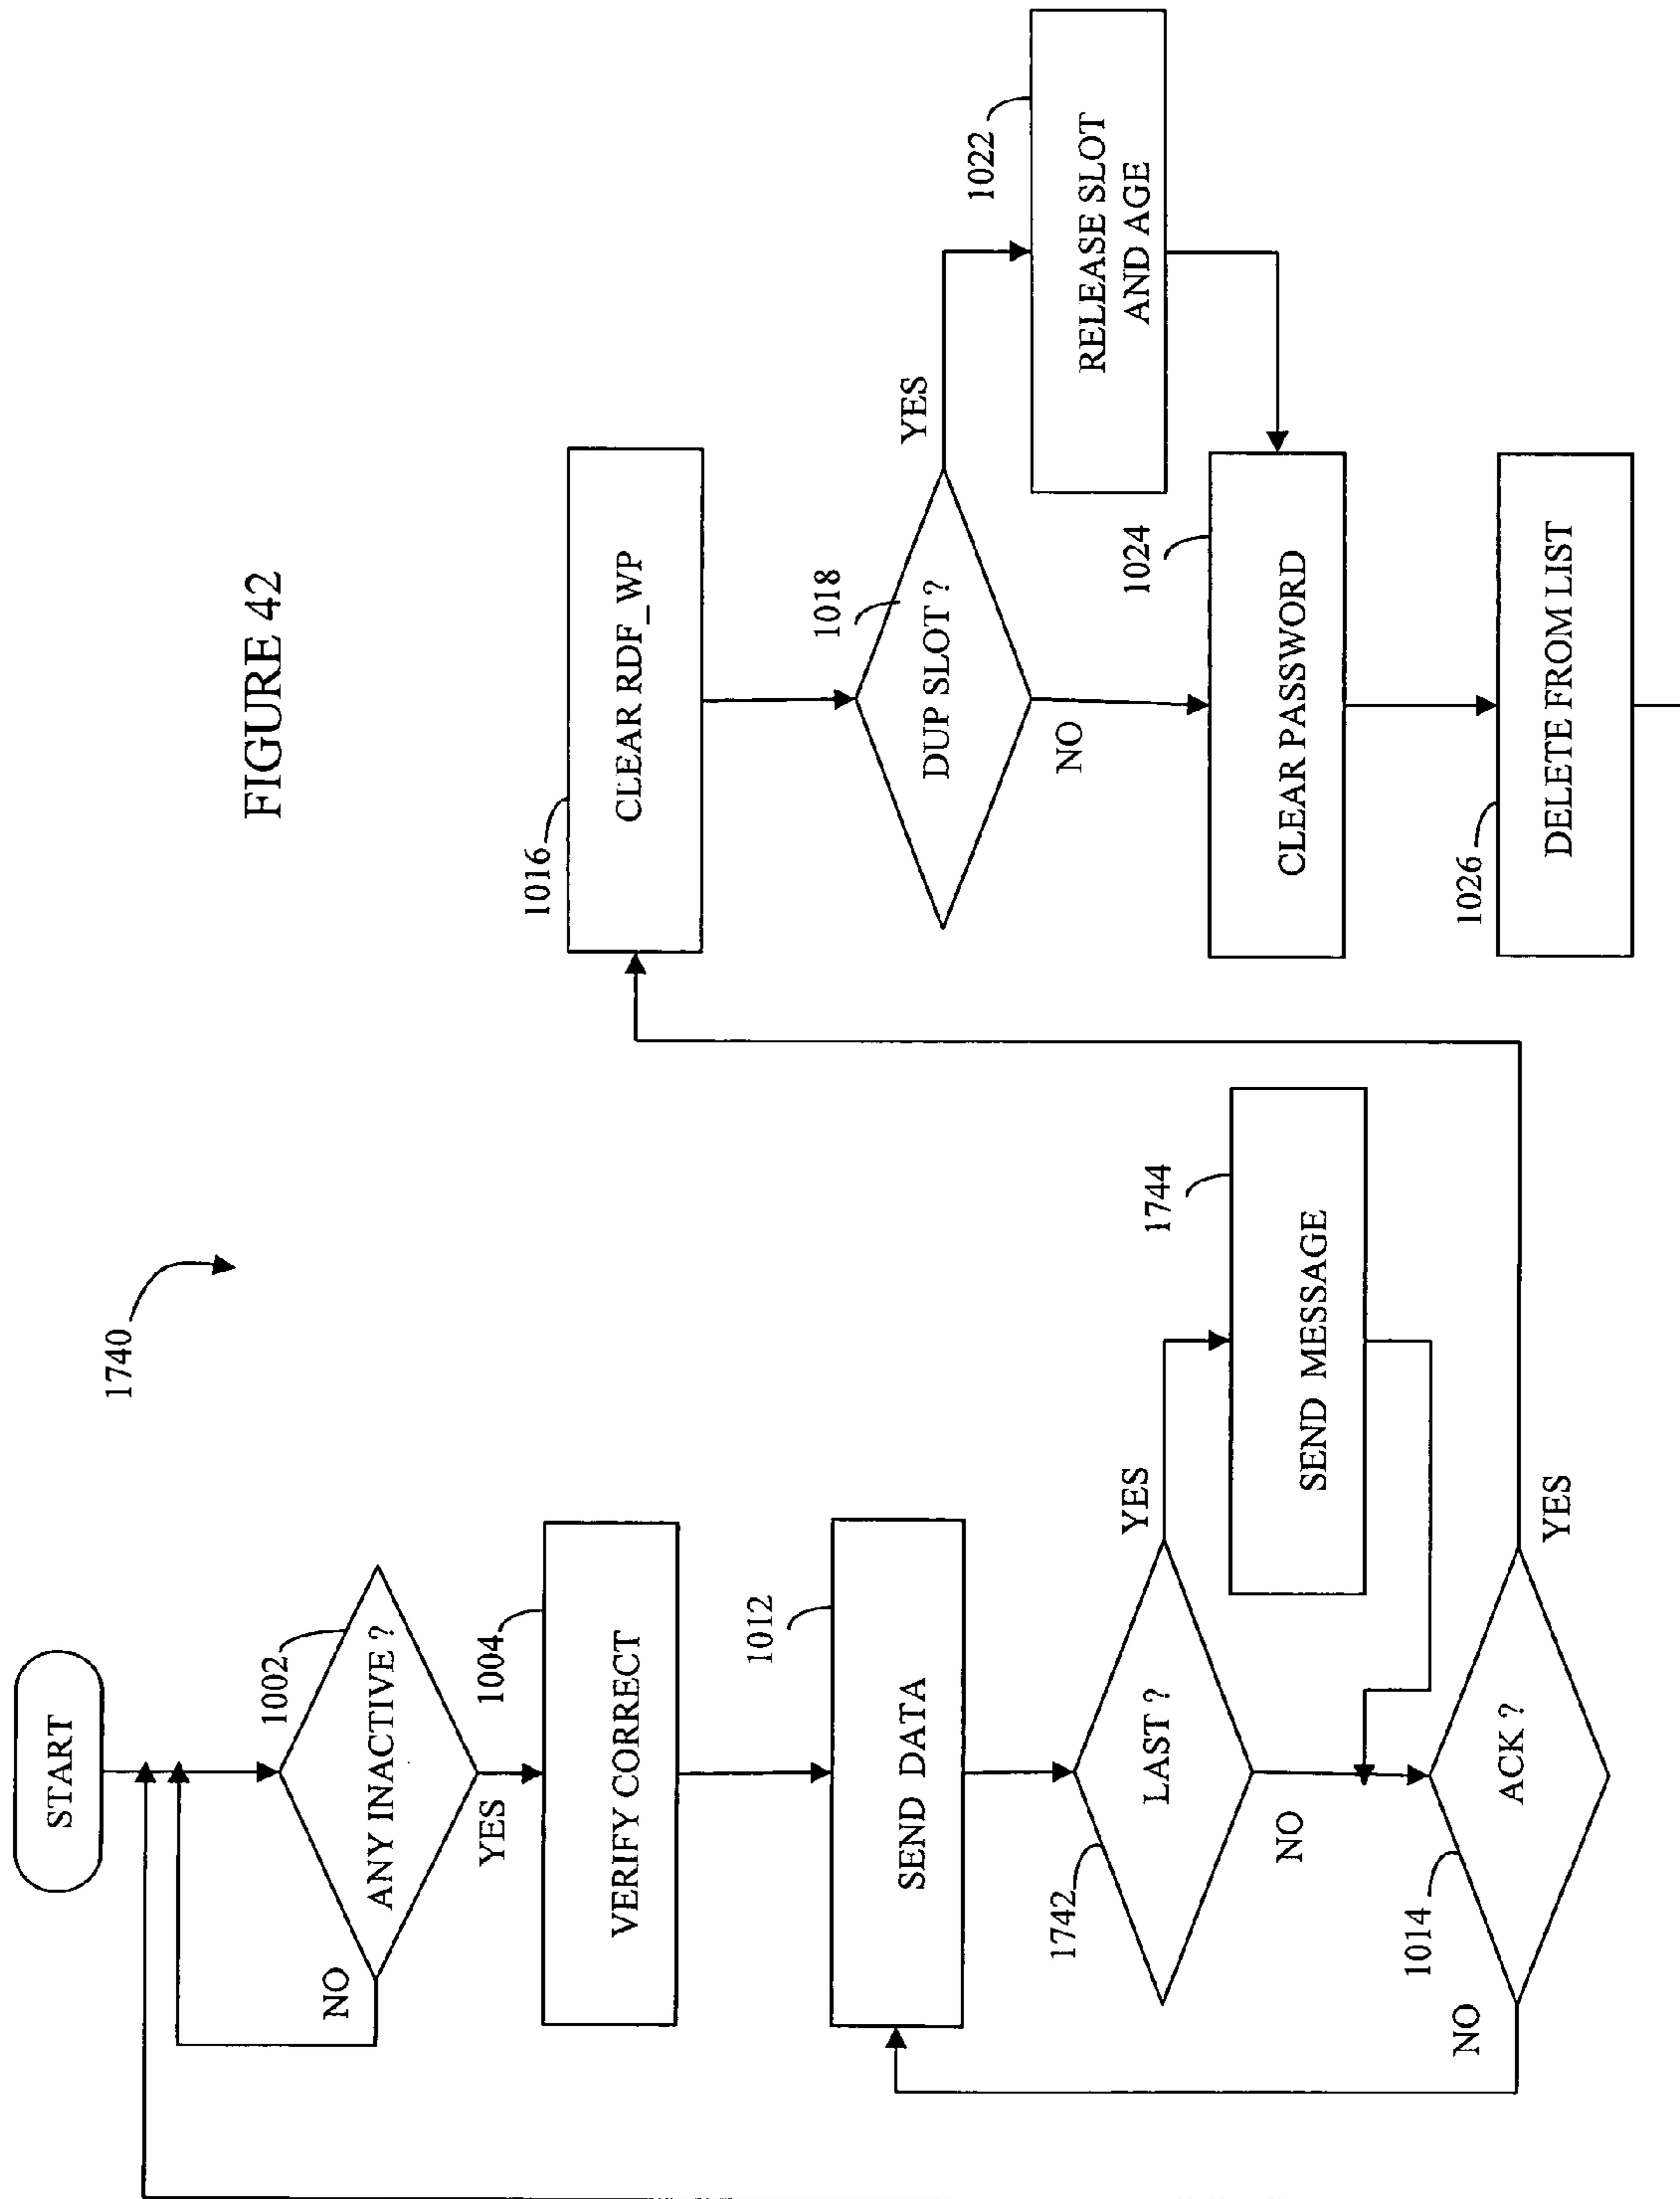 FIGURE 42
1740
START
1002
ANY INACTIVE ?
NO
YES
1004
VERIFY CORRECT
1012
SEND DATA
1742
LAST ?
YES
NO
1744
SEND MESSAGE
1014
ACK ?
NO
YES
1016
CLEAR RDF_WP
1018
DUP SLOT ?
YES
NO
1022
RELEASE SLOT
AND AGE
1024
CLEAR PASSWORD
1026
DELETE FROM LIST